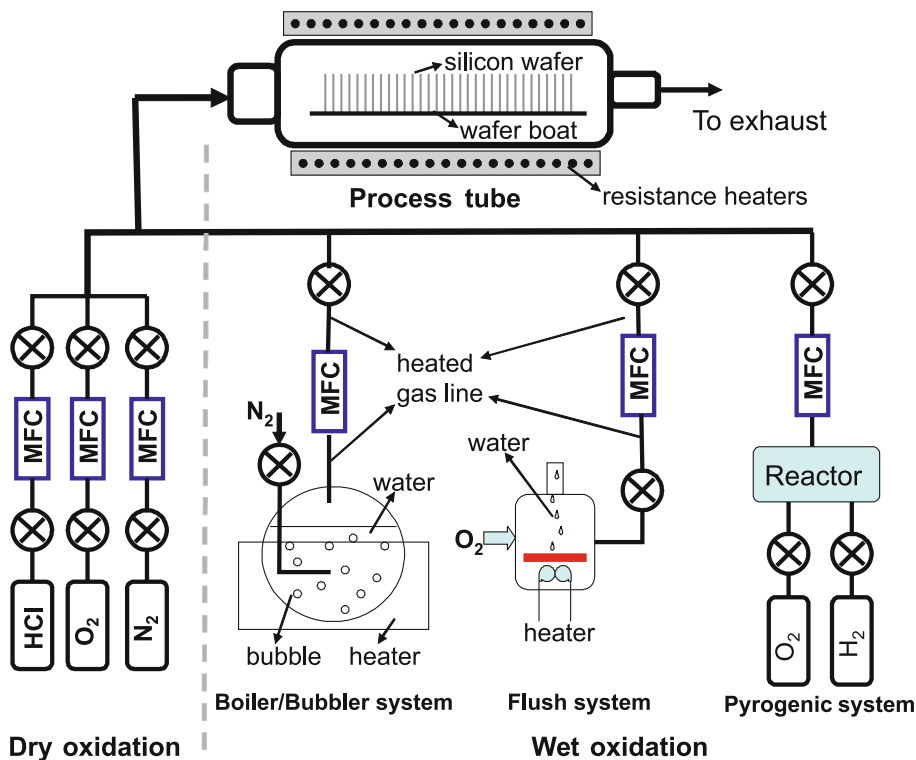 silicon wafer
wafer boat
To exhaust
Process tube
resistance heaters
heated
gas line
MFC
MFC
MFC
MFC
MFC
MFC
N2
water
water
Reactor
O2
HCl
O2
N2
O2
H2
bubble
heater
heater
Boiler/Bubbler system
Flush system
Pyrogenic system
Dry oxidation
Wet oxidation